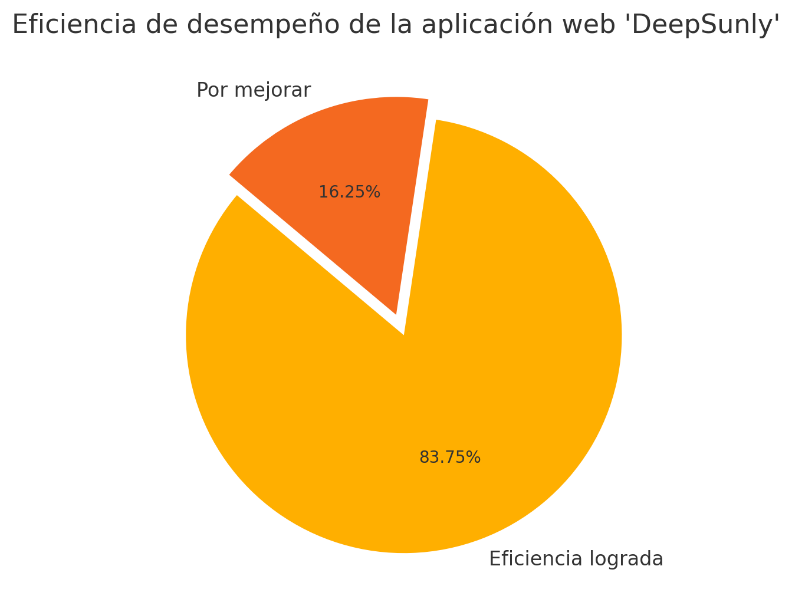 Eficiencia de desempeño de la aplicación web 'DeepSunly'
Por mejorar
16.25%
83.75%
Eficiencia lograda